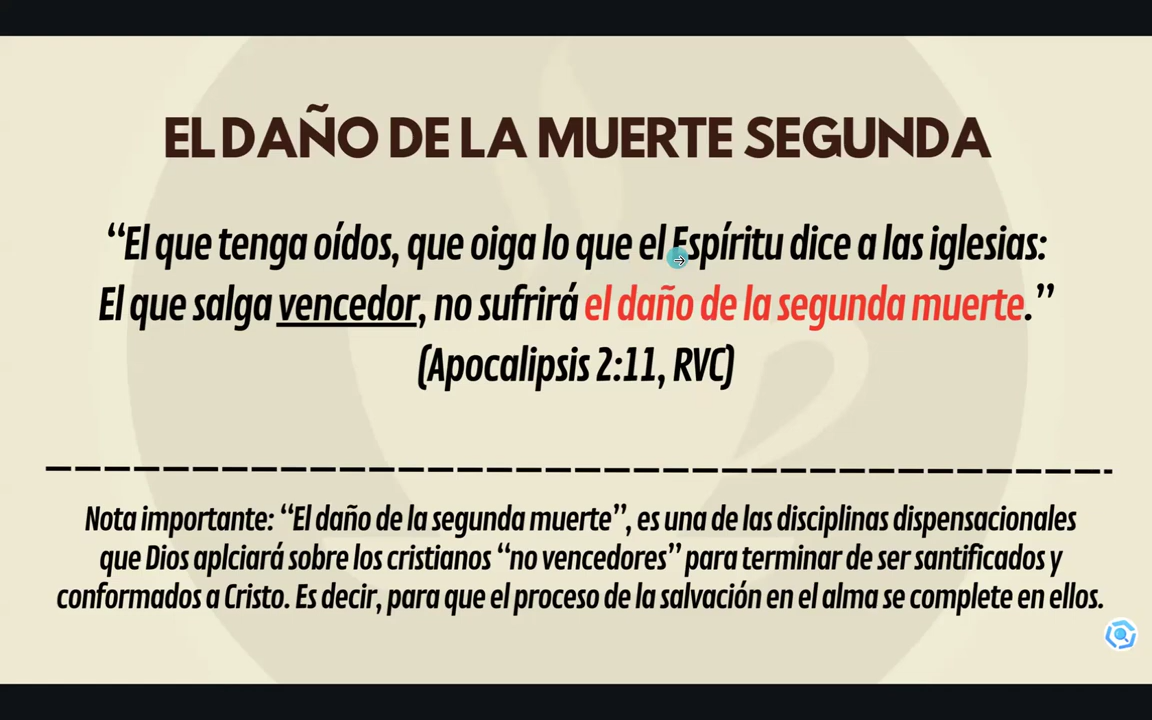 EL DAÑO DE LA MUERTE SEGUNDA
“El que tenga oídos, que oiga lo que el Espíritu dice a las iglesias:
El que salga vencedor, no sufrirá el daño de la segunda muerte.”
(Apocalipsis 2:11, RVC)
Nota importante: “El daño de la segunda muerte”, es una de las disciplinas dispensacionales
que Dios aplciará sobre los cristianos “no vencedores” para terminar de ser santificados y
conformados a Cristo. Es decir, para que el proceso de la salvación en el alma se complete en ellos.